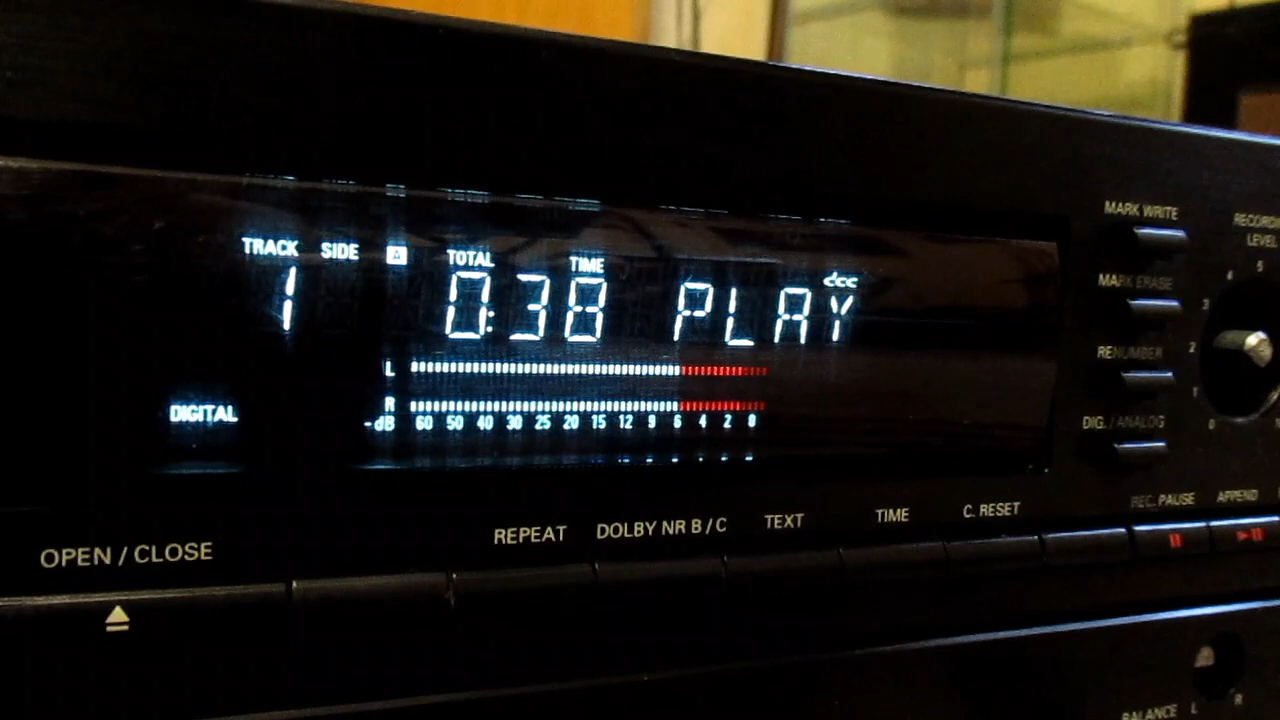 TRACK SIDE A TOTAL TIME
dcc
1 0:38 PLAY
L
R
DIGITAL
-dB 60 50 40 30 25 20 15 12 9 6 4 2 0
MARK WRITE
MARK ERASE
RENUMBER
DIG. / ANALOG
LEVEL
5
4
3
2
1
0
OPEN / CLOSE
REPEAT DOLBY NR B / C TEXT TIME C. RESET REC. PAUSE APPEND
BALANCE L R